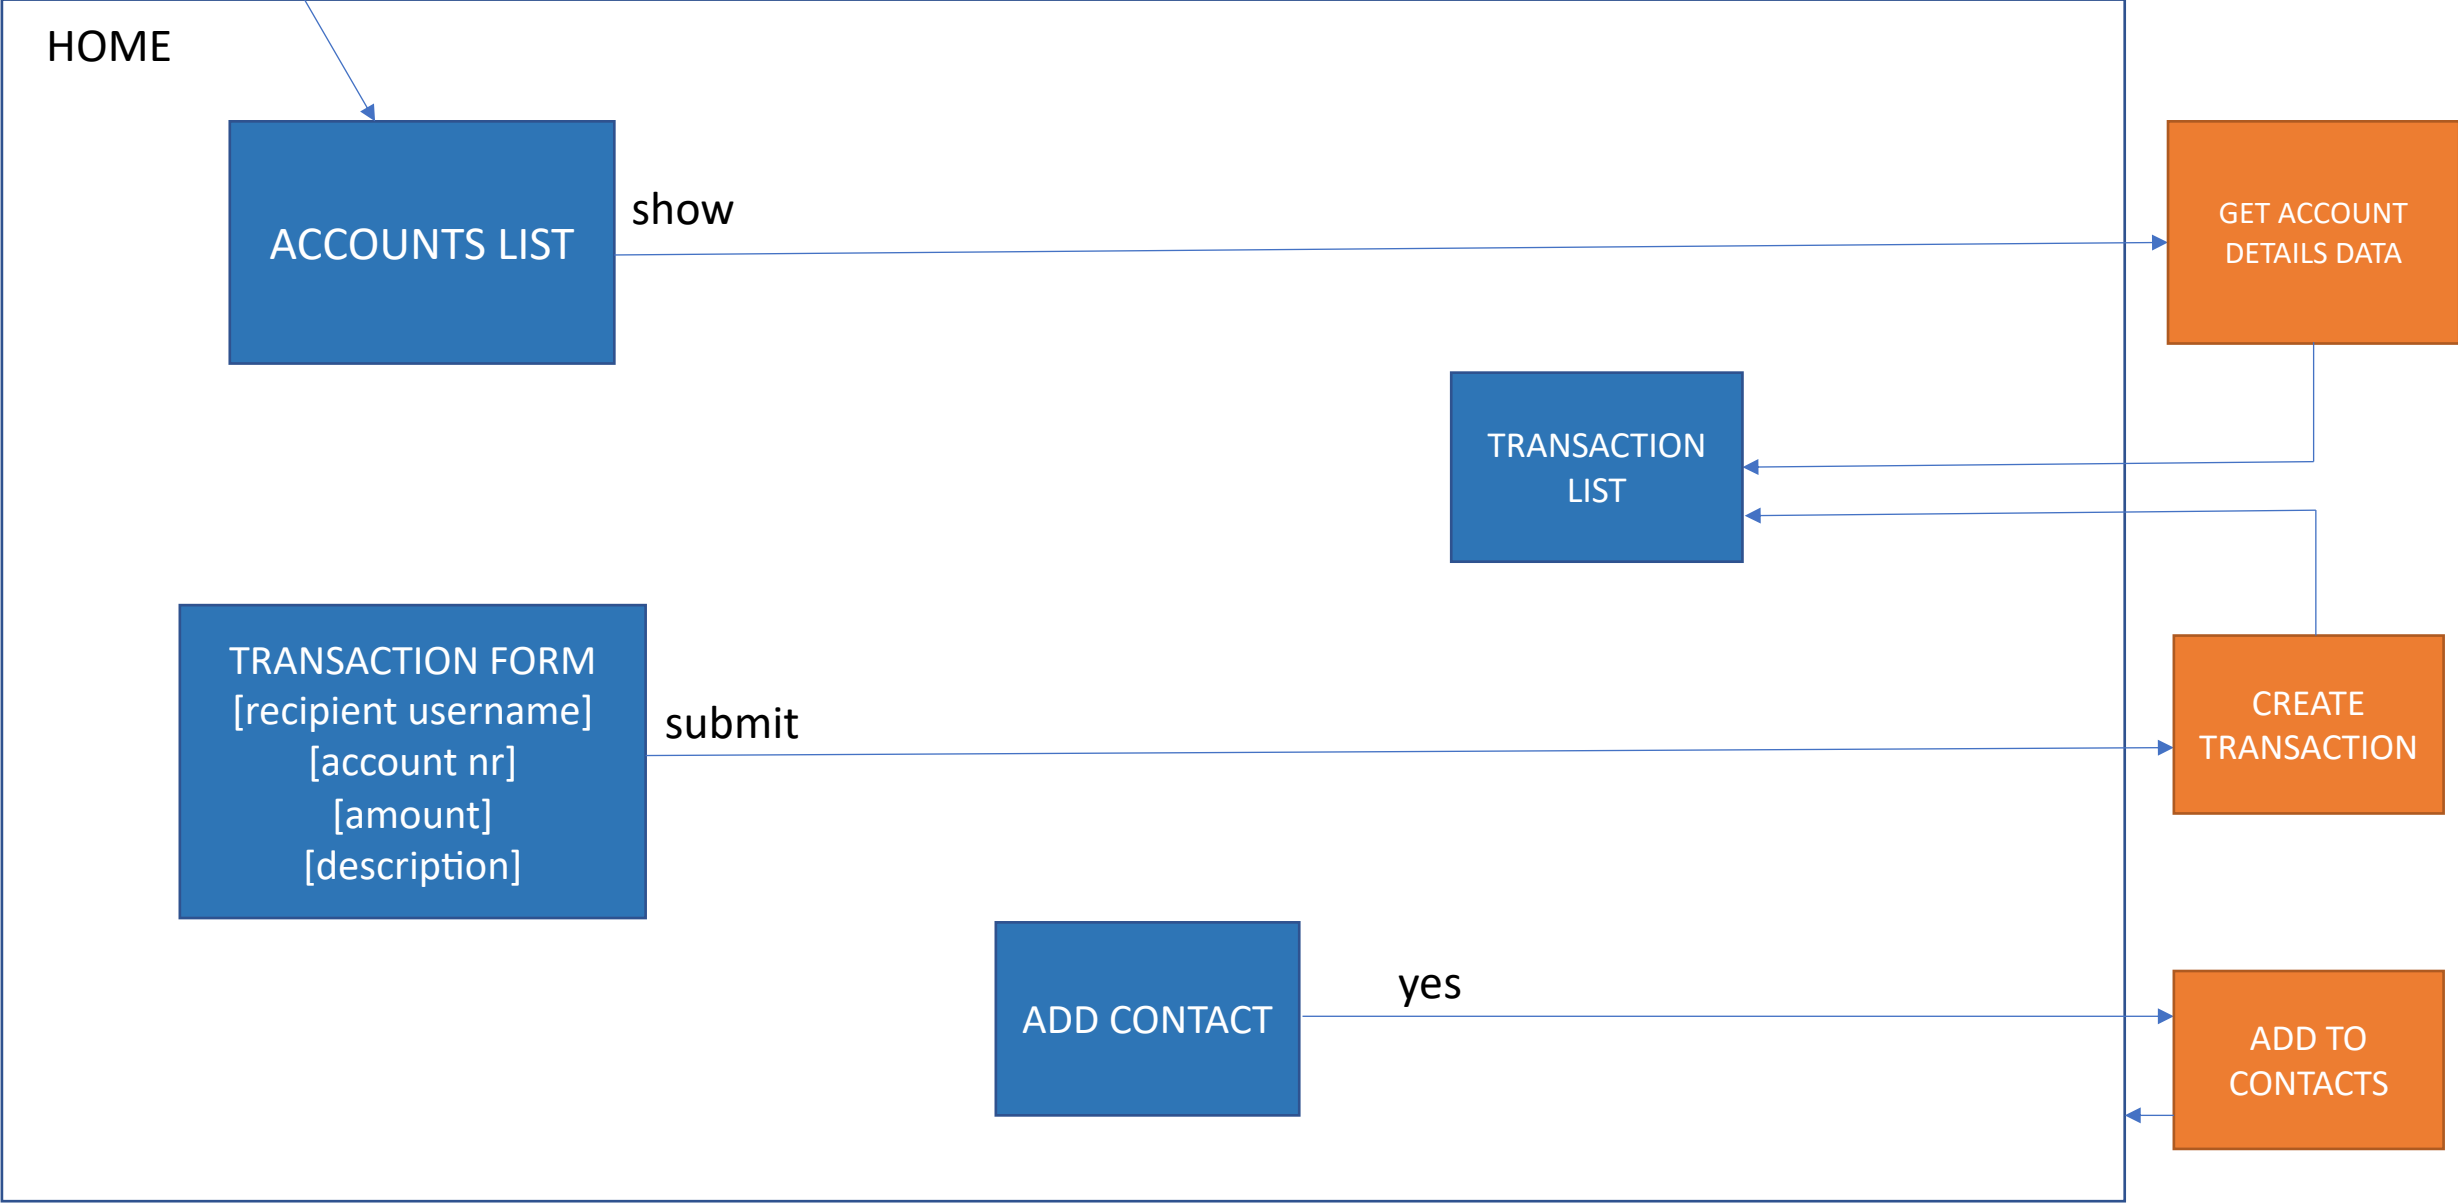 HOME
ACCOUNTS LIST
show
GET ACCOUNT
DETAILS DATA
TRANSACTION
LIST
TRANSACTION FORM
[recipient username]
[account nr]
[amount]
[description]
submit
CREATE
TRANSACTION
ADD CONTACT
yes
ADD TO
CONTACTS